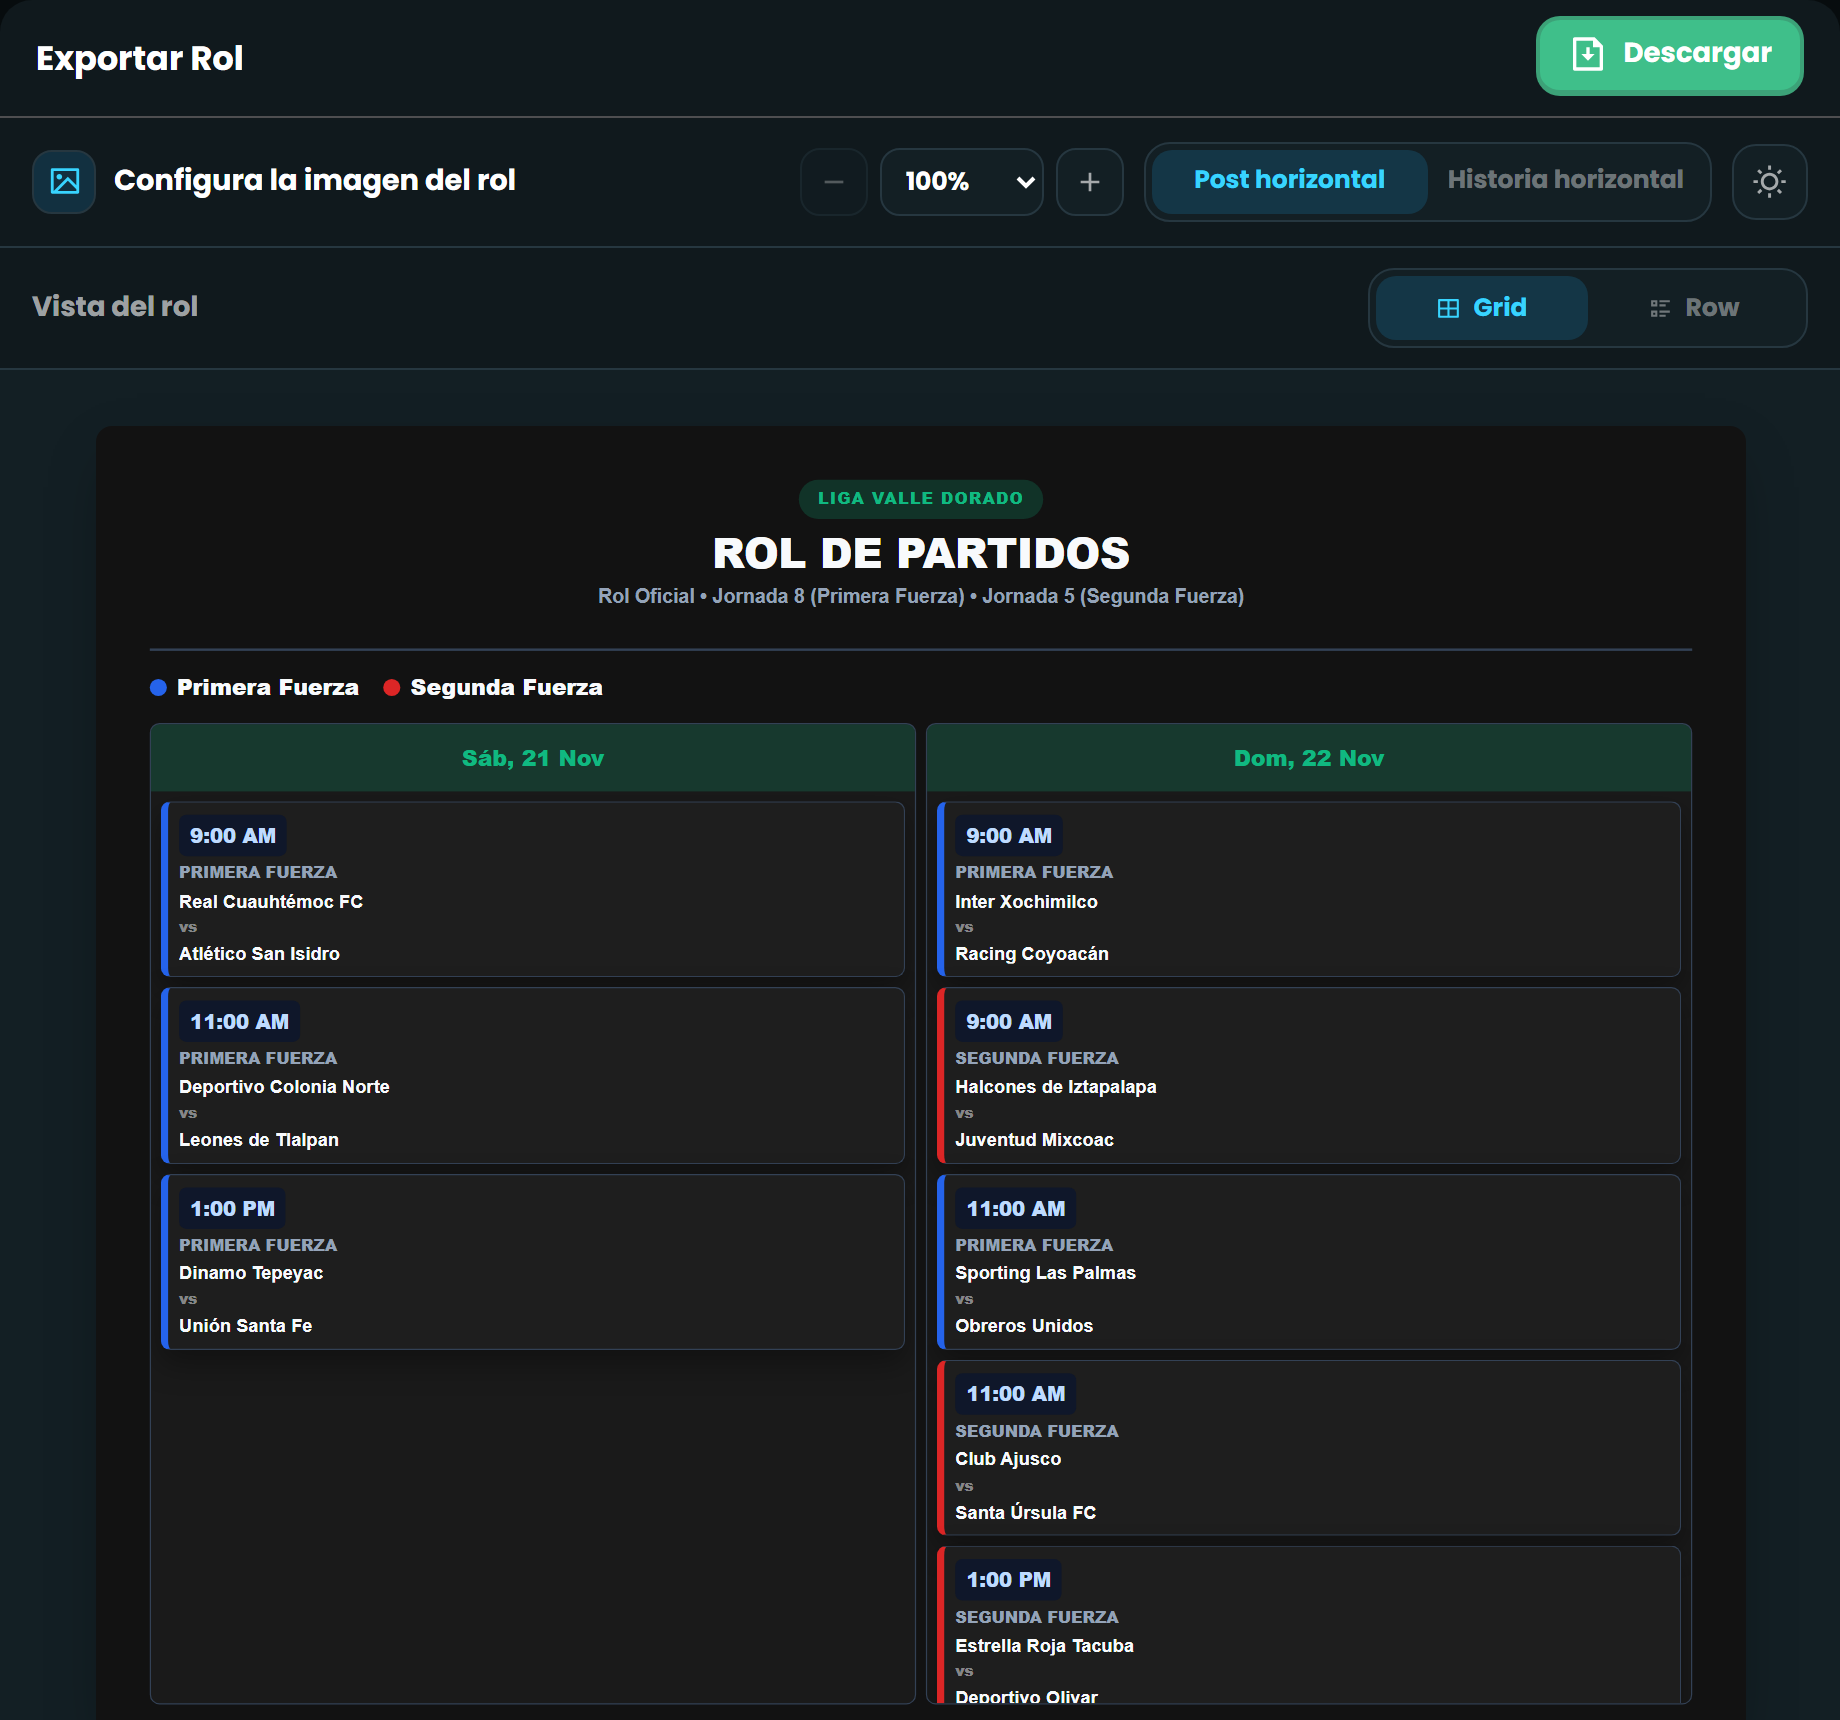 Exportar Rol
Descargar
Configura la imagen del rol
100%
Post horizontal
Historia horizontal
Vista del rol
Grid
Row
LIGA VALLE DORADO
ROL DE PARTIDOS
Rol Oficial • Jornada 8 (Primera Fuerza) • Jornada 5 (Segunda Fuerza)
Primera Fuerza
Segunda Fuerza
Sáb, 21 Nov
9:00 AM
PRIMERA FUERZA
Real Cuauhtémoc FC
vs
Atlético San Isidro
11:00 AM
PRIMERA FUERZA
Deportivo Colonia Norte
vs
Leones de Tlalpan
1:00 PM
PRIMERA FUERZA
Dinamo Tepeyac
vs
Unión Santa Fe
Dom, 22 Nov
9:00 AM
PRIMERA FUERZA
Inter Xochimilco
vs
Racing Coyoacán
9:00 AM
SEGUNDA FUERZA
Halcones de Iztapalapa
vs
Juventud Mixcoac
11:00 AM
PRIMERA FUERZA
Sporting Las Palmas
vs
Obreros Unidos
11:00 AM
SEGUNDA FUERZA
Club Ajusco
vs
Santa Úrsula FC
1:00 PM
SEGUNDA FUERZA
Estrella Roja Tacuba
vs
Deportivo Olivar